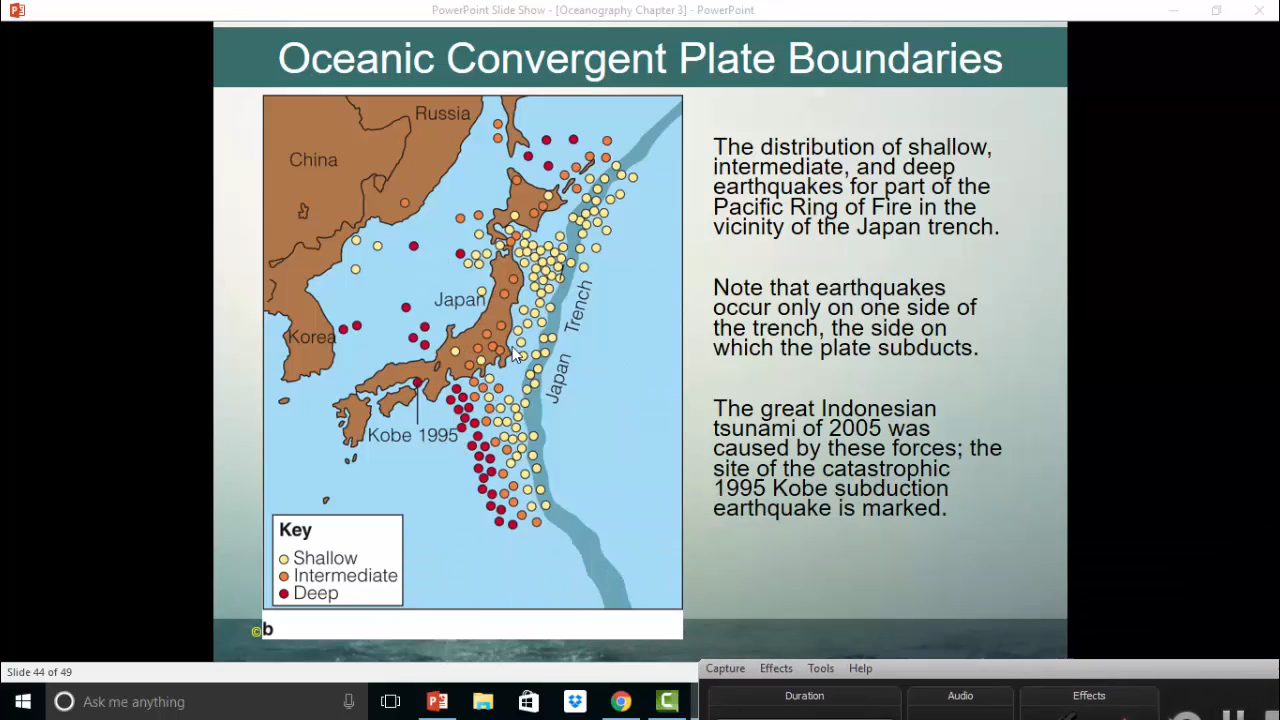 PowerPoint Slide Show - [Oceanography Chapter 3] - PowerPoint
Oceanic Convergent Plate Boundaries
Russia
China
Japan
Korea
Japan Trench
Kobe 1995
Key
Shallow
Intermediate
Deep
©b
The distribution of shallow,
intermediate, and deep
earthquakes for part of the
Pacific Ring of Fire in the
vicinity of the Japan trench.
Note that earthquakes
occur only on one side of
the trench, the side on
which the plate subducts.
The great Indonesian
tsunami of 2005 was
caused by these forces; the
site of the catastrophic
1995 Kobe subduction
earthquake is marked.
Slide 44 of 49
Capture Effects Tools Help
Duration Audio Effects
Ask me anything